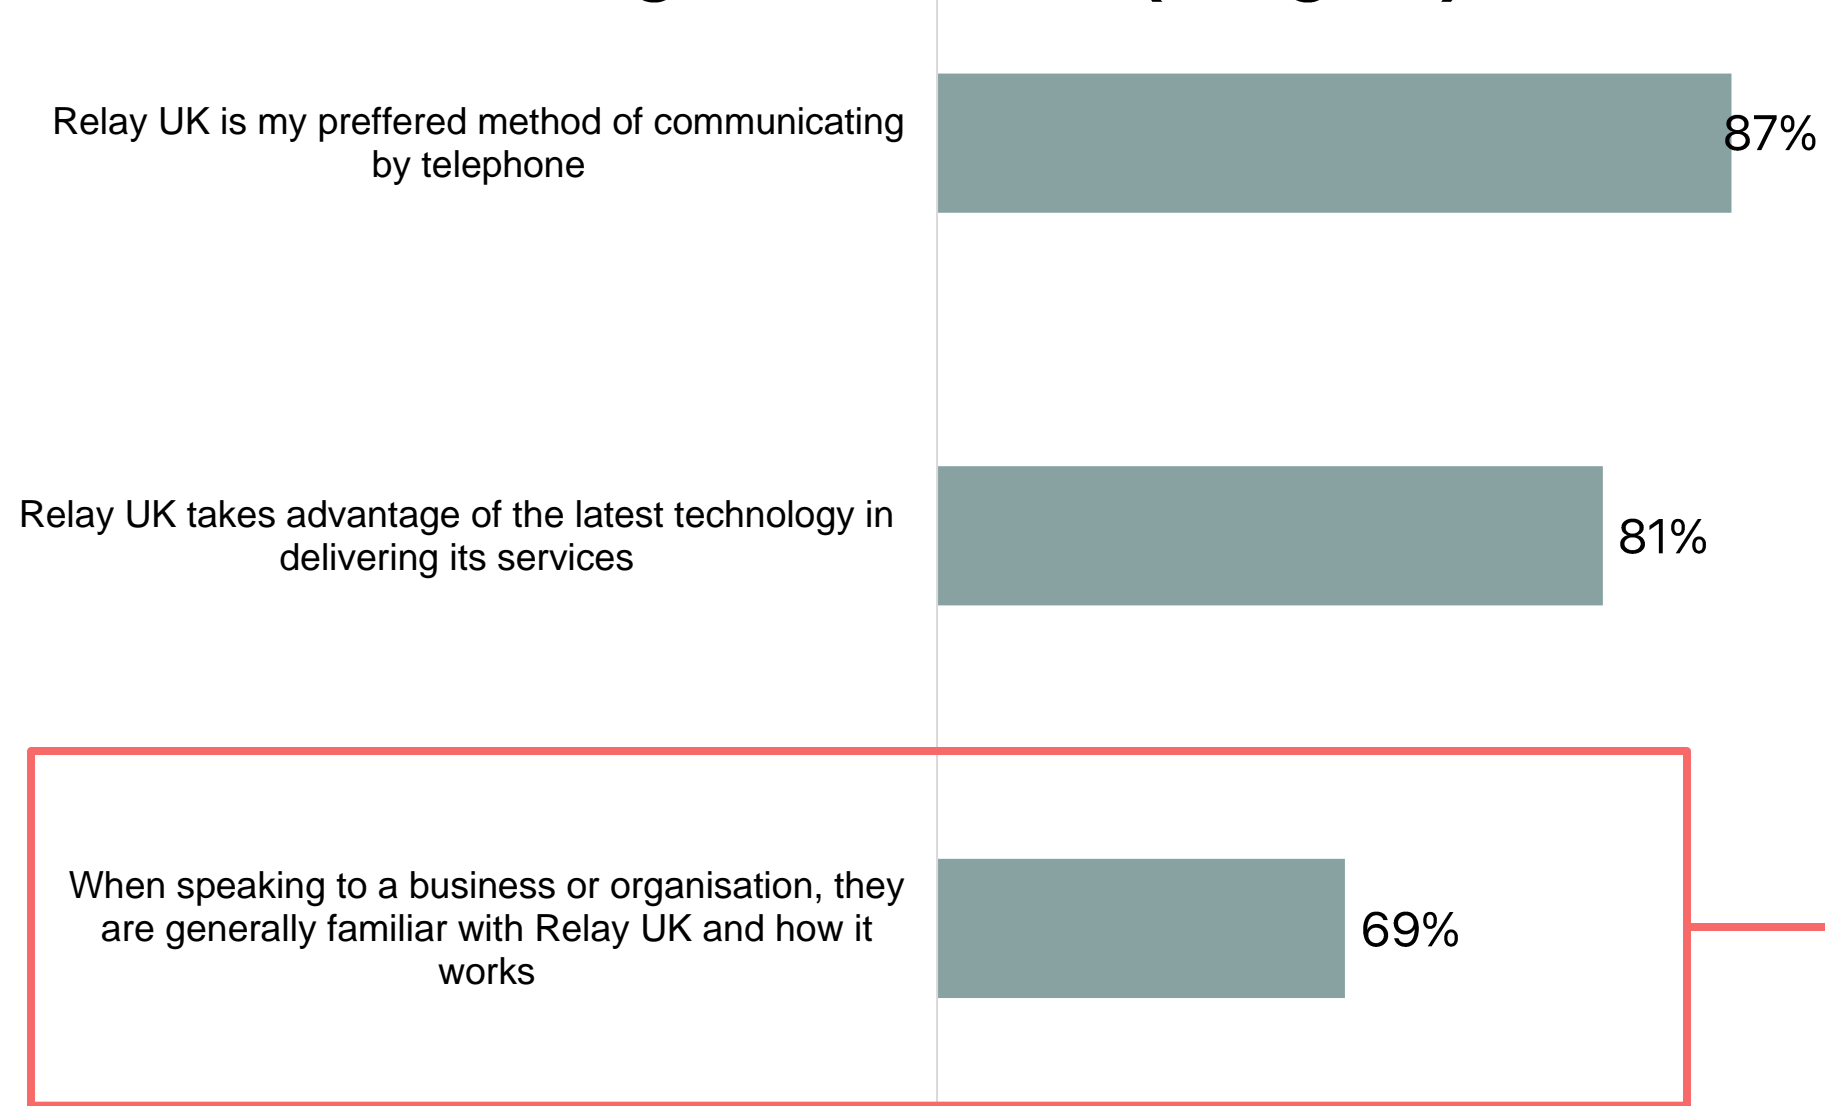 Relay UK is my preffered method of communicating
by telephone
87%
Relay UK takes advantage of the latest technology in
delivering its services
81%
When speaking to a business or organisation, they
are generally familiar with Relay UK and how it
works
69%